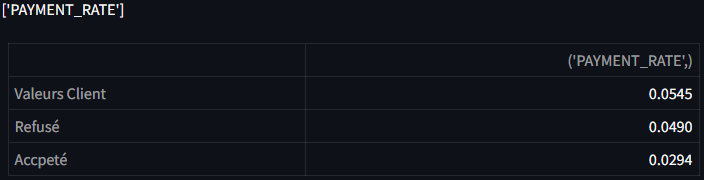 ['PAYMENT_RATE']
('PAYMENT_RATE',)
Valeurs Client 0.0545
Refusé 0.0490
Accpeté 0.0294